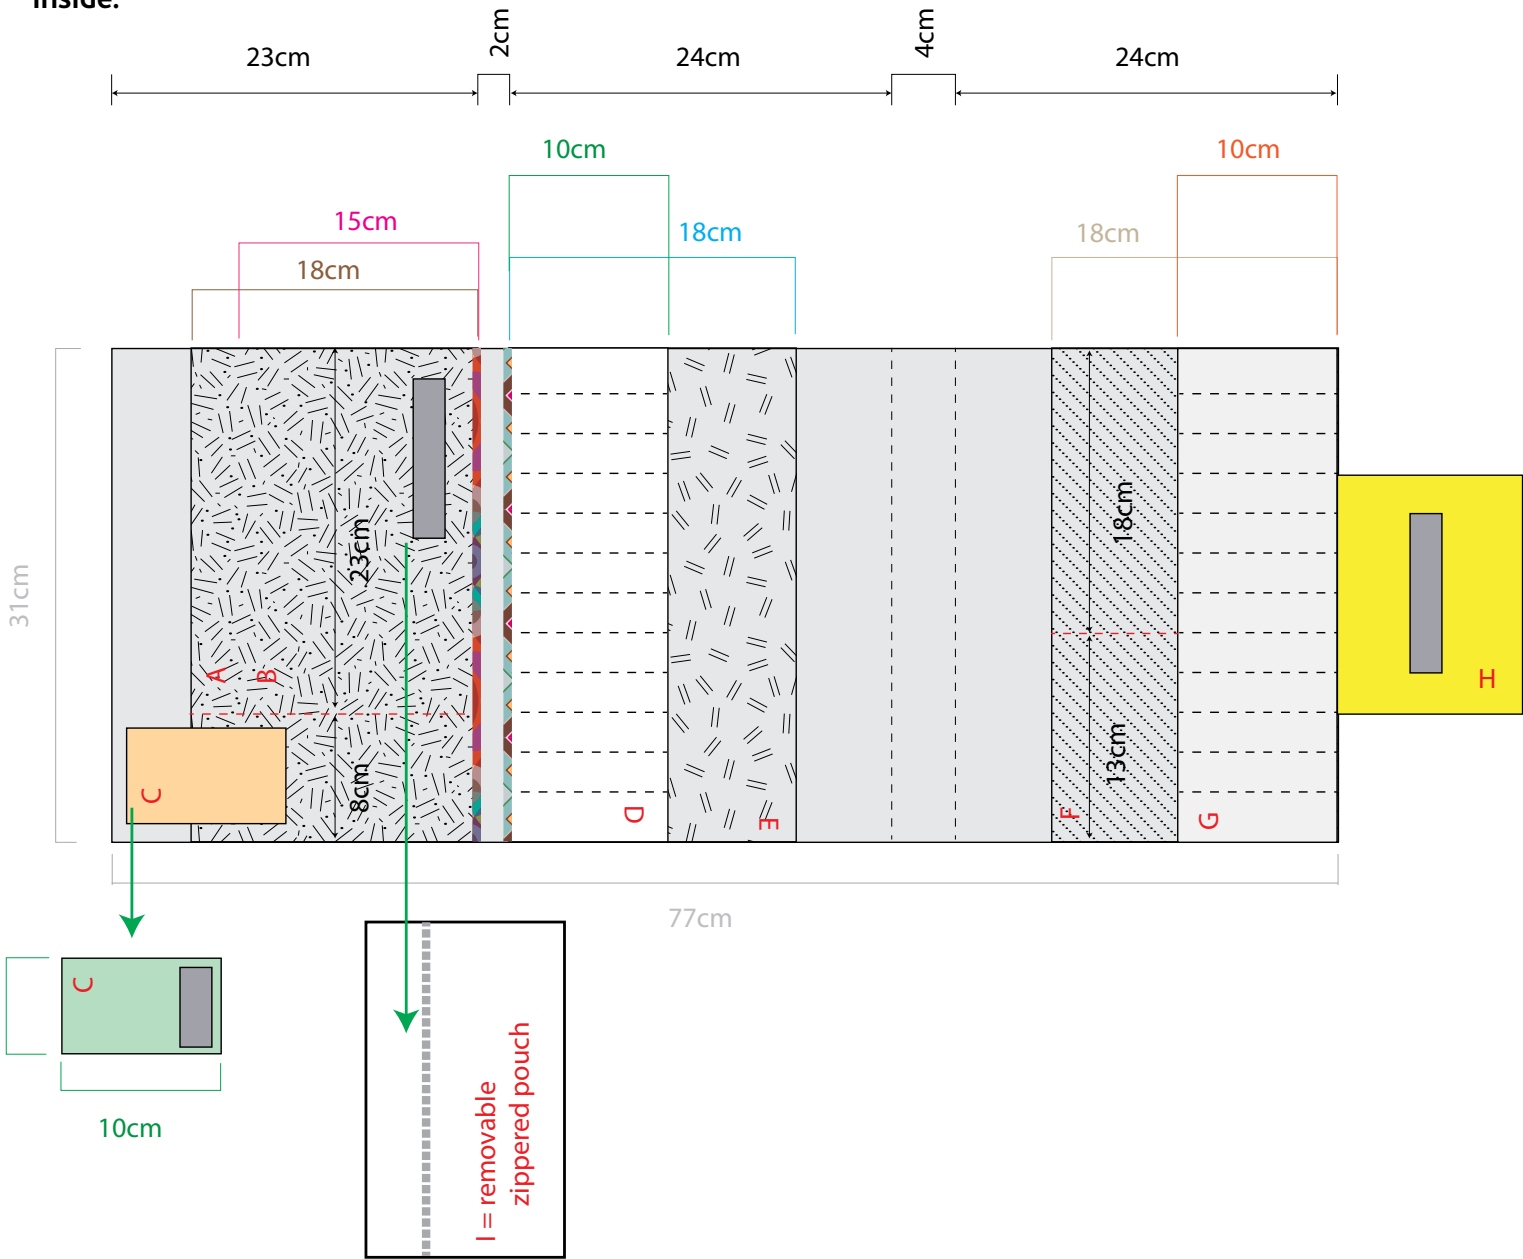 inside.
23cm
2cm
24cm
4cm
24cm
10cm
10cm
15cm
18cm
18cm
18cm
31cm
23cm
18cm
A
B
H
8cm
13cm
C
D
E
F
G
77cm
C
10cm
I = removable
zippered pouch